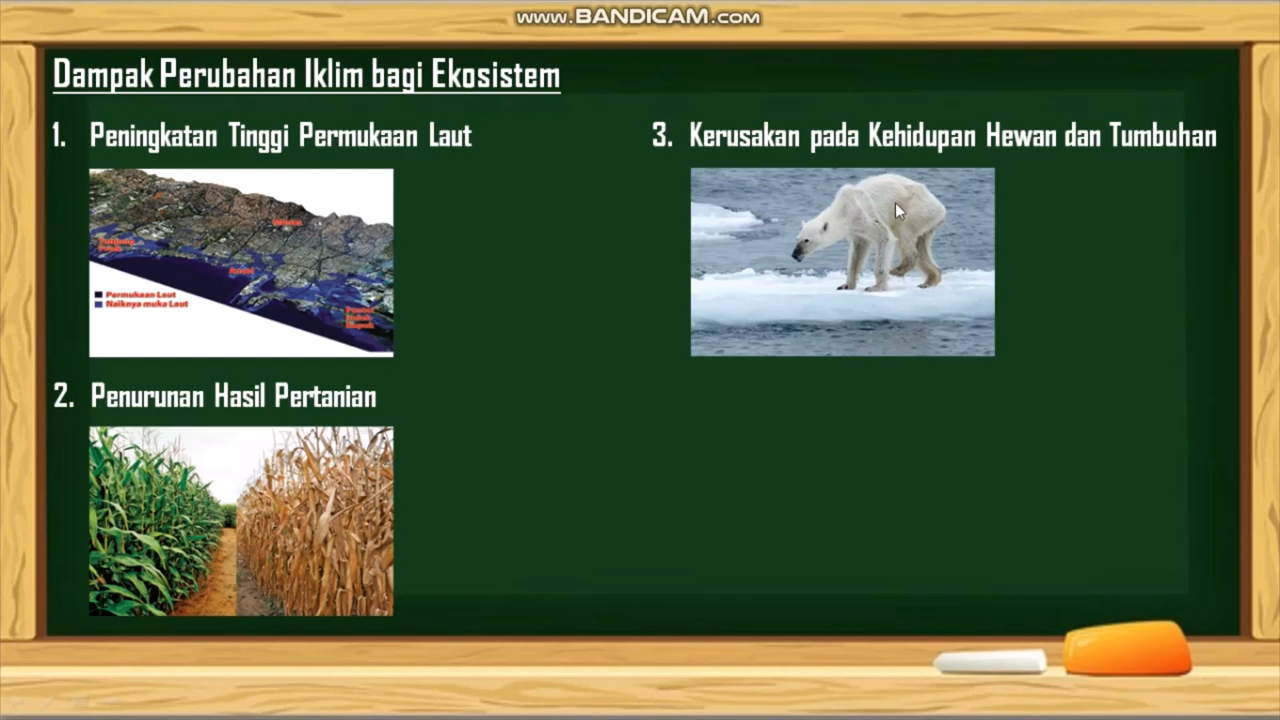 www.BANDICAM.com
Dampak Perubahan Iklim bagi Ekosistem
1. Peningkatan Tinggi Permukaan Laut
Permukaan Laut
Naiknya muka Laut
2. Penurunan Hasil Pertanian
3. Kerusakan pada Kehidupan Hewan dan Tumbuhan